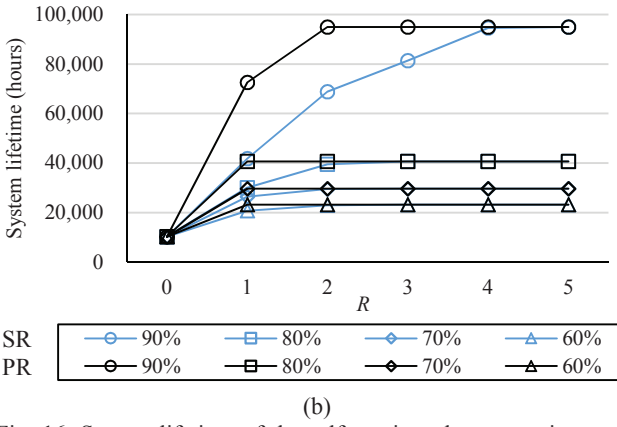 100,000
80,000
60,000
40,000
20,000
0
System lifetime (hours)
0 1 2 3 4 5
R
SR 90% 80% 70% 60%
PR 90% 80% 70% 60%
(b)